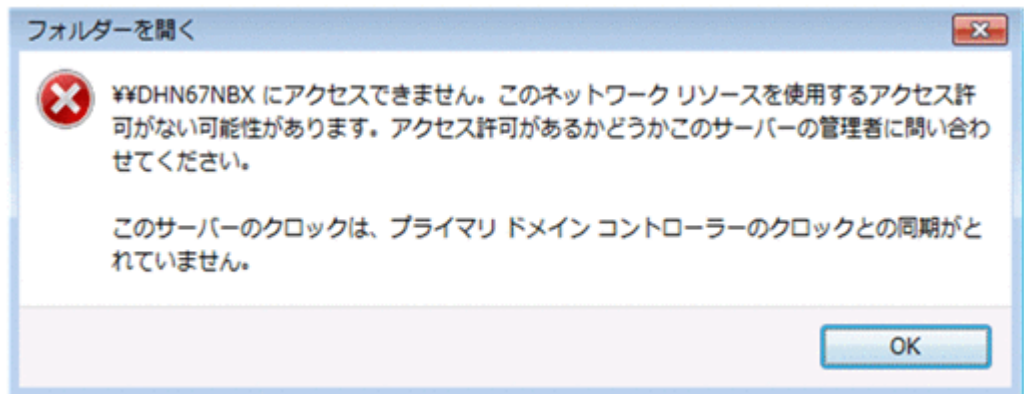 フォルダーを開く
¥¥DHN67NBX にアクセスできません。このネットワーク リソースを使用するアクセス許
可がない可能性があります。アクセス許可があるかどうかこのサーバーの管理者に問い合わ
せてください。
このサーバーのクロックは、プライマリ ドメイン コントローラーのクロックとの同期がと
れていません。
OK